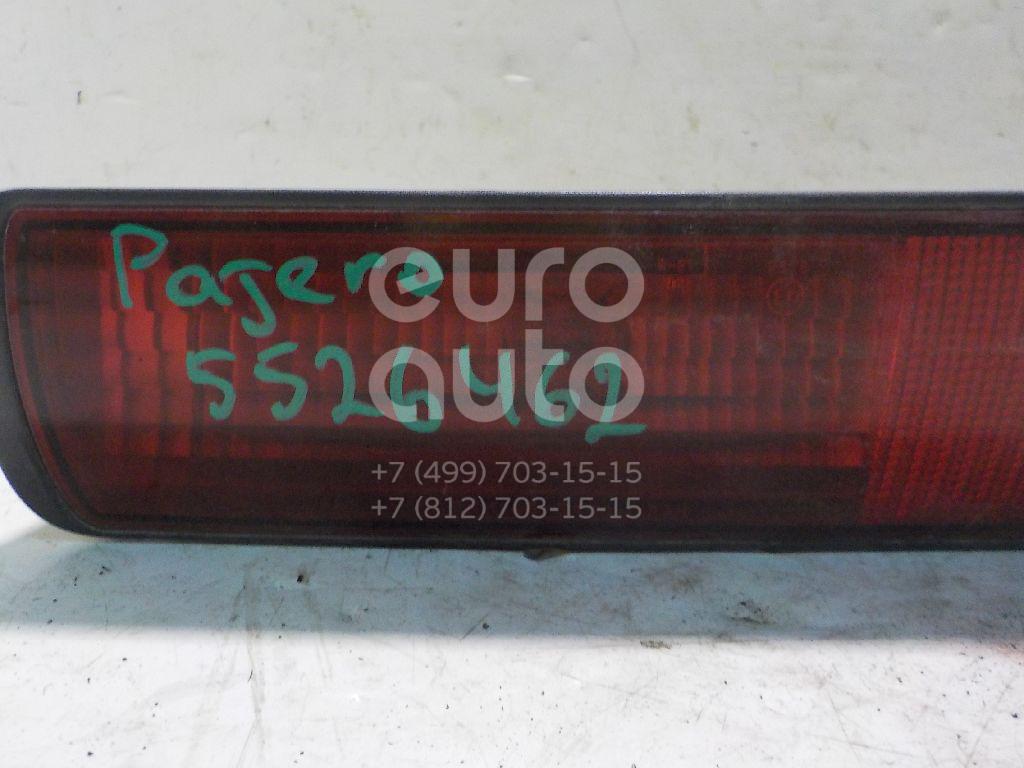 Pajero
5526462
euro
auto
+7 (499) 703-15-15
+7 (812) 703-15-15